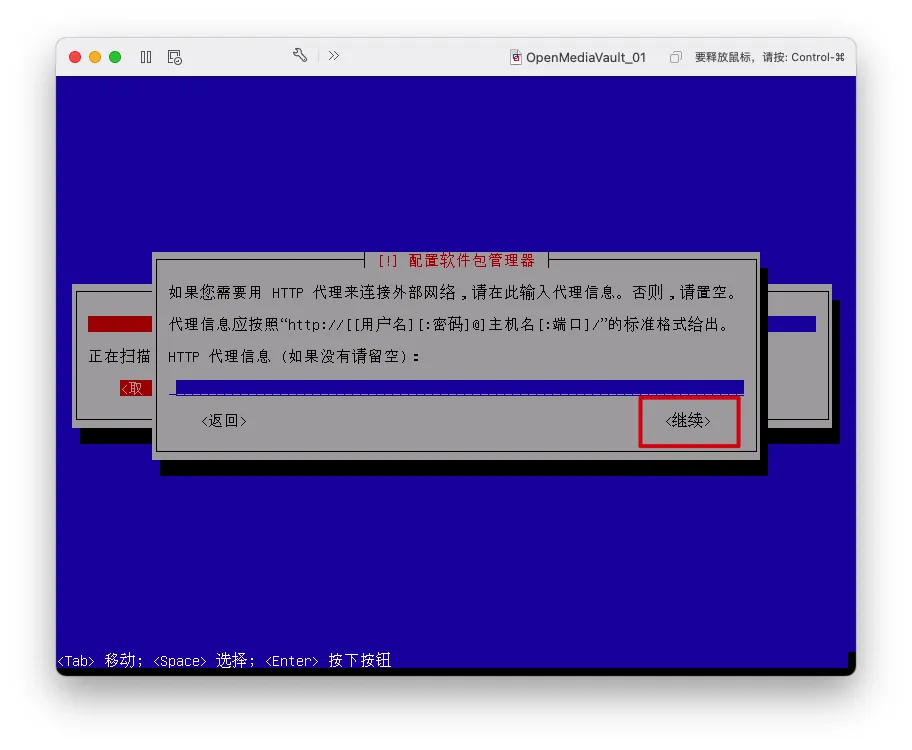 OpenMediaVault_01
要释放鼠标，请按: Control-⌘
[!] 配置软件包管理器
如果您需要用 HTTP 代理来连接外部网络，请在此输入代理信息。否则，请置空。
代理信息应按照“http://[[用户名][:密码]@]主机名[:端口]/”的标准格式给出。
正在扫描
HTTP 代理信息 (如果没有请留空)：
<取
<返回>
<继续>
<Tab> 移动; <Space> 选择; <Enter> 按下按钮